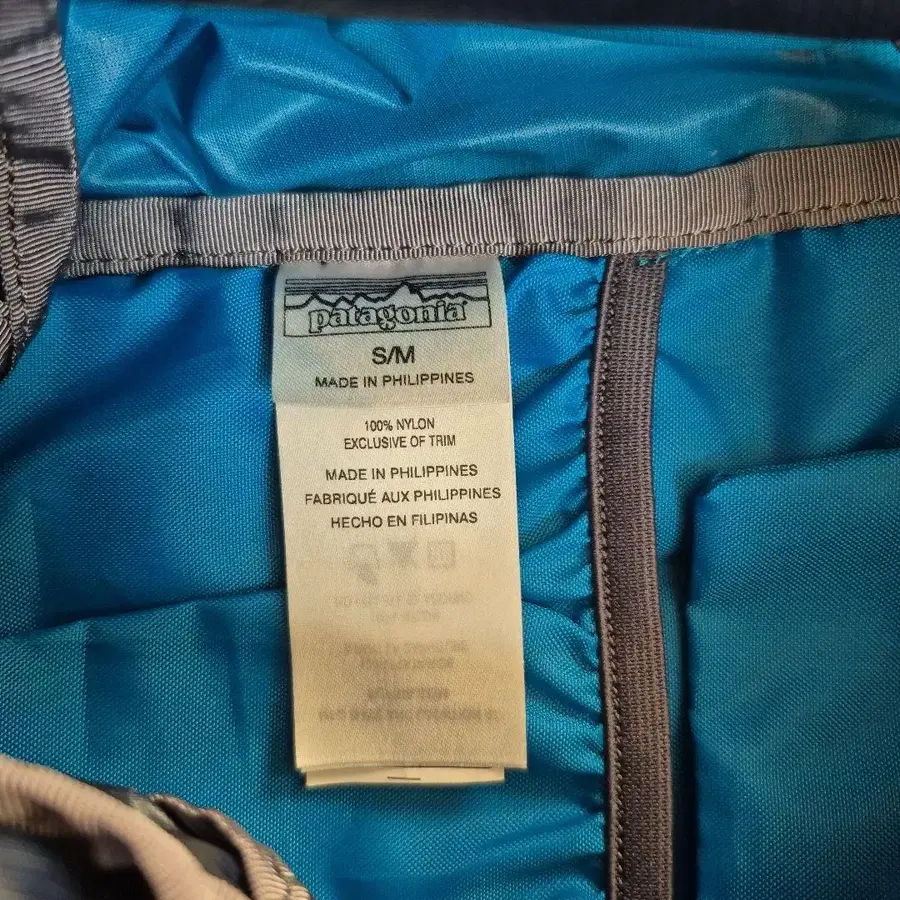 patagonia
S/M
MADE IN PHILIPPINES
100% NYLON
EXCLUSIVE OF TRIM
MADE IN PHILIPPINES
FABRIQUÉ AUX PHILIPPINES
HECHO EN FILIPINAS